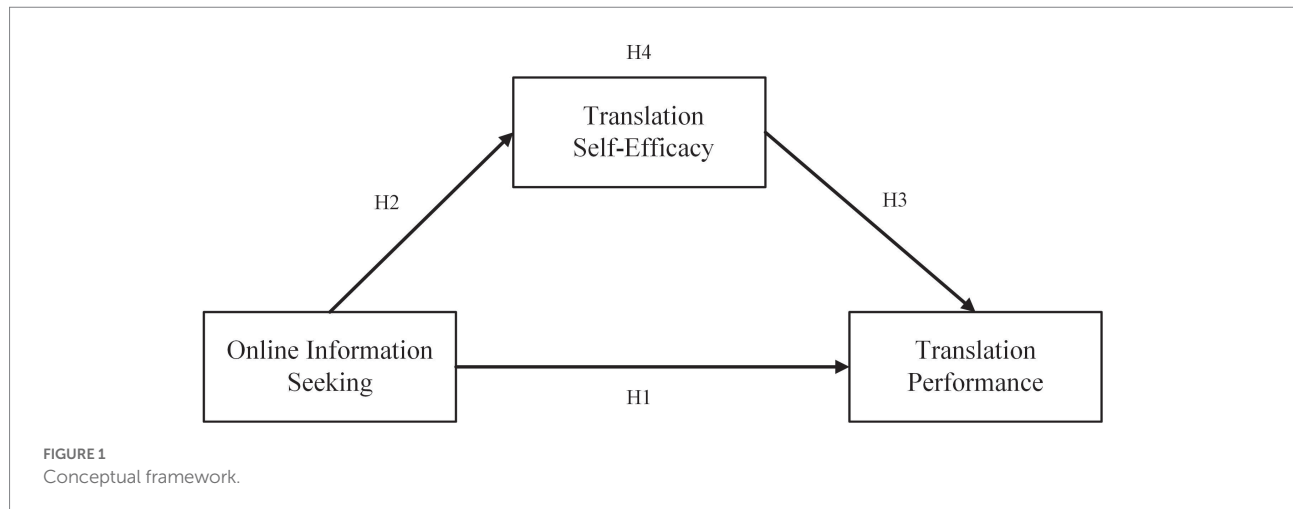 H4
Translation
Self-Efficacy
H2
H3
Online Information
Seeking
Translation
Performance
H1
FIGURE 1
Conceptual framework.